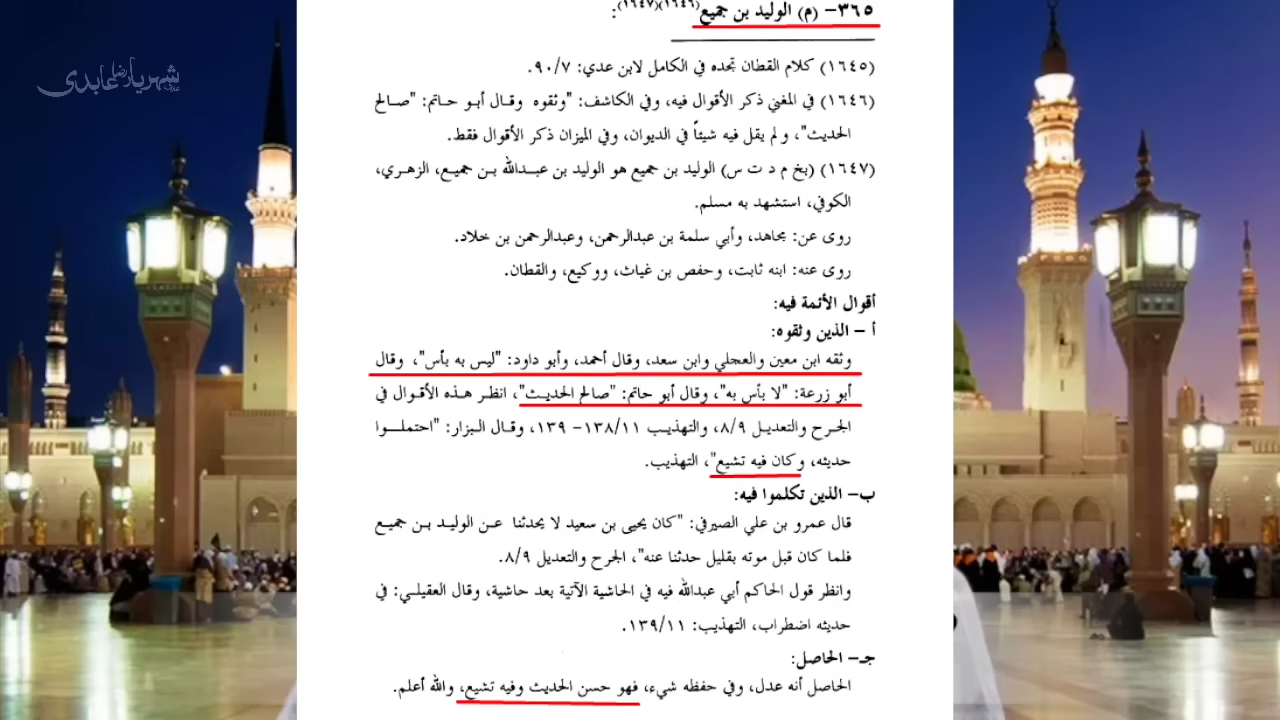 ٣٦٥- (م) الوليد بن جميع(١٦٤٦)(١٦٤٧):
(١٦٤٥) كلام القطان تجده في الكامل لابن عدي: ٩٠/٧.
(١٦٤٦) في المغني ذكر الأقوال فيه، وفي الكاشف: "وثقوه وقال أبو حاتم: "صالح
الحديث"، ولم يقل فيه شيئاً في الديوان، وفي الميزان ذكر الأقوال فقط.
(١٦٤٧) (بخ م د ت س) الوليد بن جميع هو الوليد بن عبدالله بن جميع، الزهري،
الكوفي، استشهد به مسلم.
روى عن: مجاهد، وأبي سلمة بن عبدالرحمن، وعبدالرحمن بن خلاد.
روى عنه: ابنه ثابت، وحفص بن غياث، ووكيع، والقطان.
أقوال الأئمة فيه:
أ – الذين وثقوه:
وثقه ابن معين والعجلي وابن سعد، وقال أحمد، وأبو داود: "ليس به بأس"، وقال
أبو زرعة: "لا بأس به"، وقال أبو حاتم: "صالح الحديث"، انظر هذه الأقوال في
الجرح والتعديل ٨/٩، والتهذيب ١٣٨/١١- ١٣٩، وقال البزار: "احتملوا
حديثه، وكان فيه تشيع"، التهذيب.
ب– الذين تكلموا فيه:
قال عمرو بن علي الصيرفي: "كان يحيى بن سعيد لا يحدثنا عن الوليد بن جميع
فلما كان قبل موته بقليل حدثنا عنه"، الجرح والتعديل ٨/٩.
وانظر قول الحاكم أبي عبدالله فيه في الحاشية الآتية بعد حاشية، وقال العقيلي: في
حديثه اضطراب، التهذيب: ١٣٩/١١.
جـ– الحاصل:
الحاصل أنه عدل، وفي حفظه شيء، فهو حسن الحديث وفيه تشيع، والله أعلم.
شهریار رضا عابدی